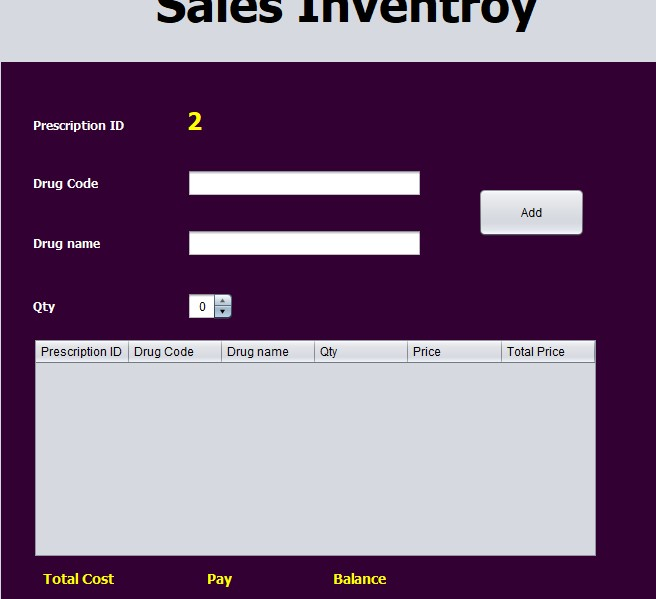 Sales Inventroy
Prescription ID 2
Drug Code
Add
Drug name
Qty 0
Prescription ID Drug Code Drug name Qty Price Total Price
Total Cost Pay Balance